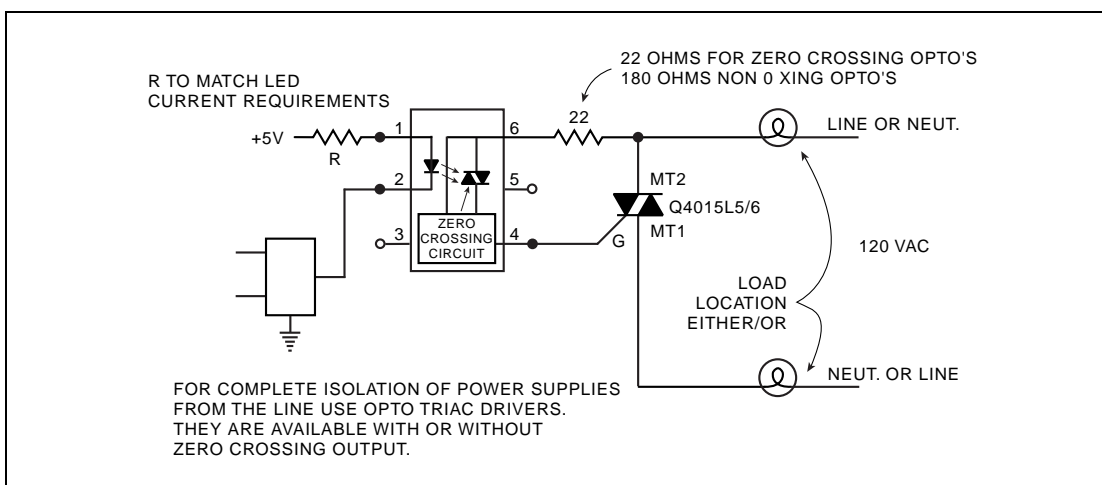 22 OHMS FOR ZERO CROSSING OPTO'S
180 OHMS NON 0 XING OPTO'S
R TO MATCH LED
CURRENT REQUIREMENTS
+5V
R
1
2
3
6
5
4
22
ZERO
CROSSING
CIRCUIT
LINE OR NEUT.
MT2
Q4015L5/6
MT1
G
120 VAC
LOAD
LOCATION
EITHER/OR
NEUT. OR LINE
FOR COMPLETE ISOLATION OF POWER SUPPLIES
FROM THE LINE USE OPTO TRIAC DRIVERS.
THEY ARE AVAILABLE WITH OR WITHOUT
ZERO CROSSING OUTPUT.